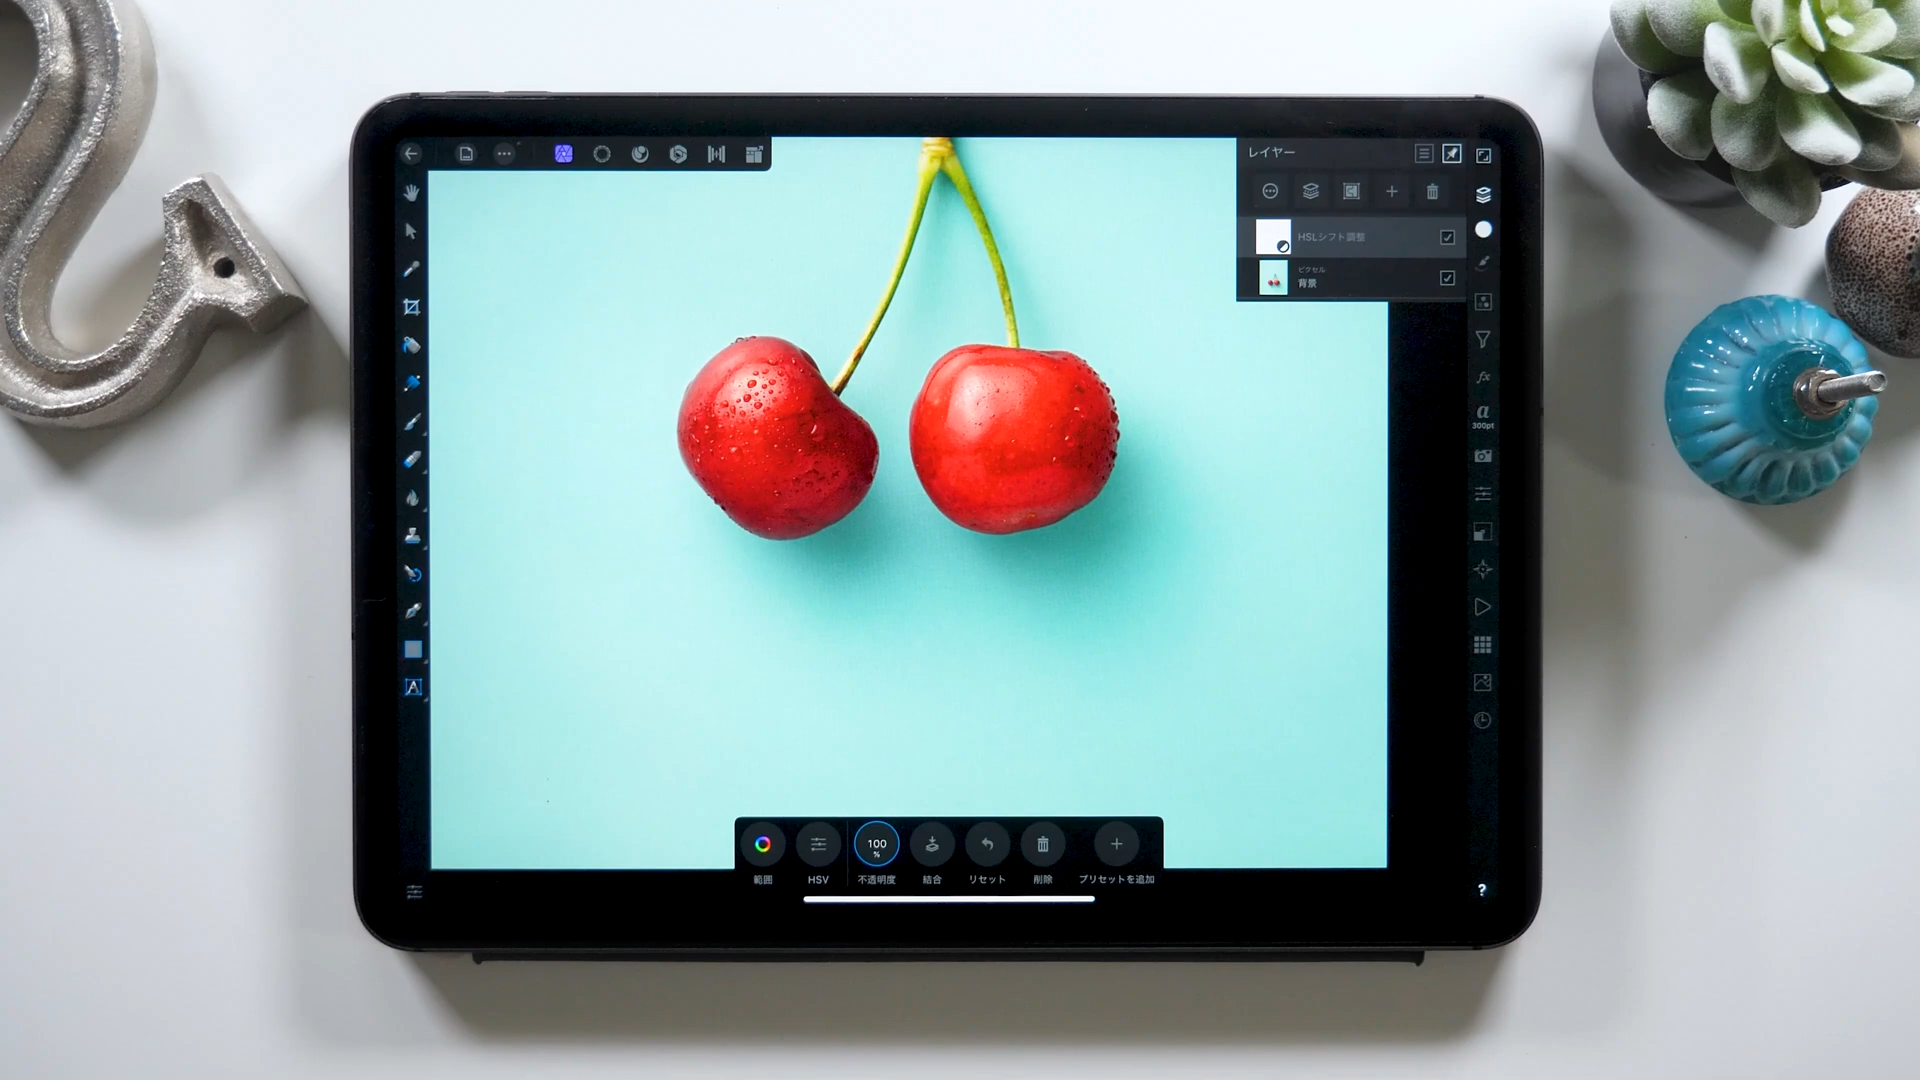 レイヤー
HSLシフト調整
ピクセル
背景
fx
a
300pt
A
100
%
範囲
HSV
不透明度
結合
リセット
削除
プリセットを追加
?